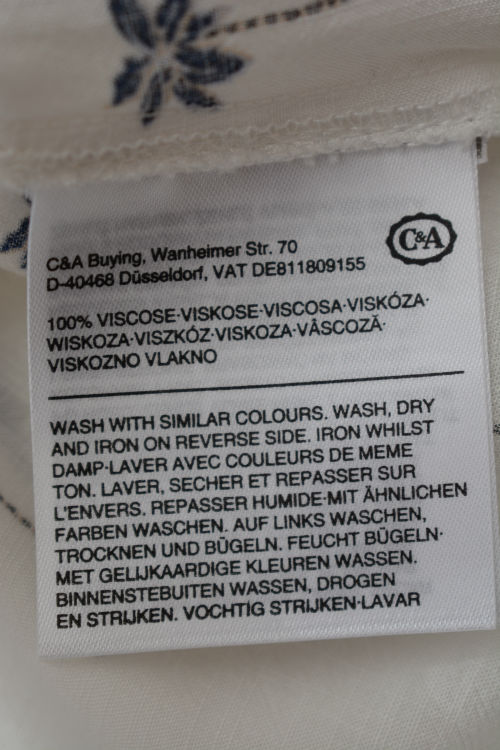 C&A
C&A Buying, Wanheimer Str. 70
D-40468 Düsseldorf, VAT DE811809155
100% VISCOSE·VISKOSE·VISCOSA·VISKÓZA·
WISKOZA·VISZKÓZ·VISKOZA·VÂSCOZĂ·
VISKOZNO VLAKNO
WASH WITH SIMILAR COLOURS. WASH, DRY
AND IRON ON REVERSE SIDE. IRON WHILST
DAMP·LAVER AVEC COULEURS DE MEME
TON. LAVER, SECHER ET REPASSER SUR
L'ENVERS. REPASSER HUMIDE·MIT ÄHNLICHEN
FARBEN WASCHEN. AUF LINKS WASCHEN,
TROCKNEN UND BÜGELN. FEUCHT BÜGELN·
MET GELIJKAARDIGE KLEUREN WASSEN.
BINNENSTEBUITEN WASSEN, DROGEN
EN STRIJKEN. VOCHTIG STRIJKEN·LAVAR